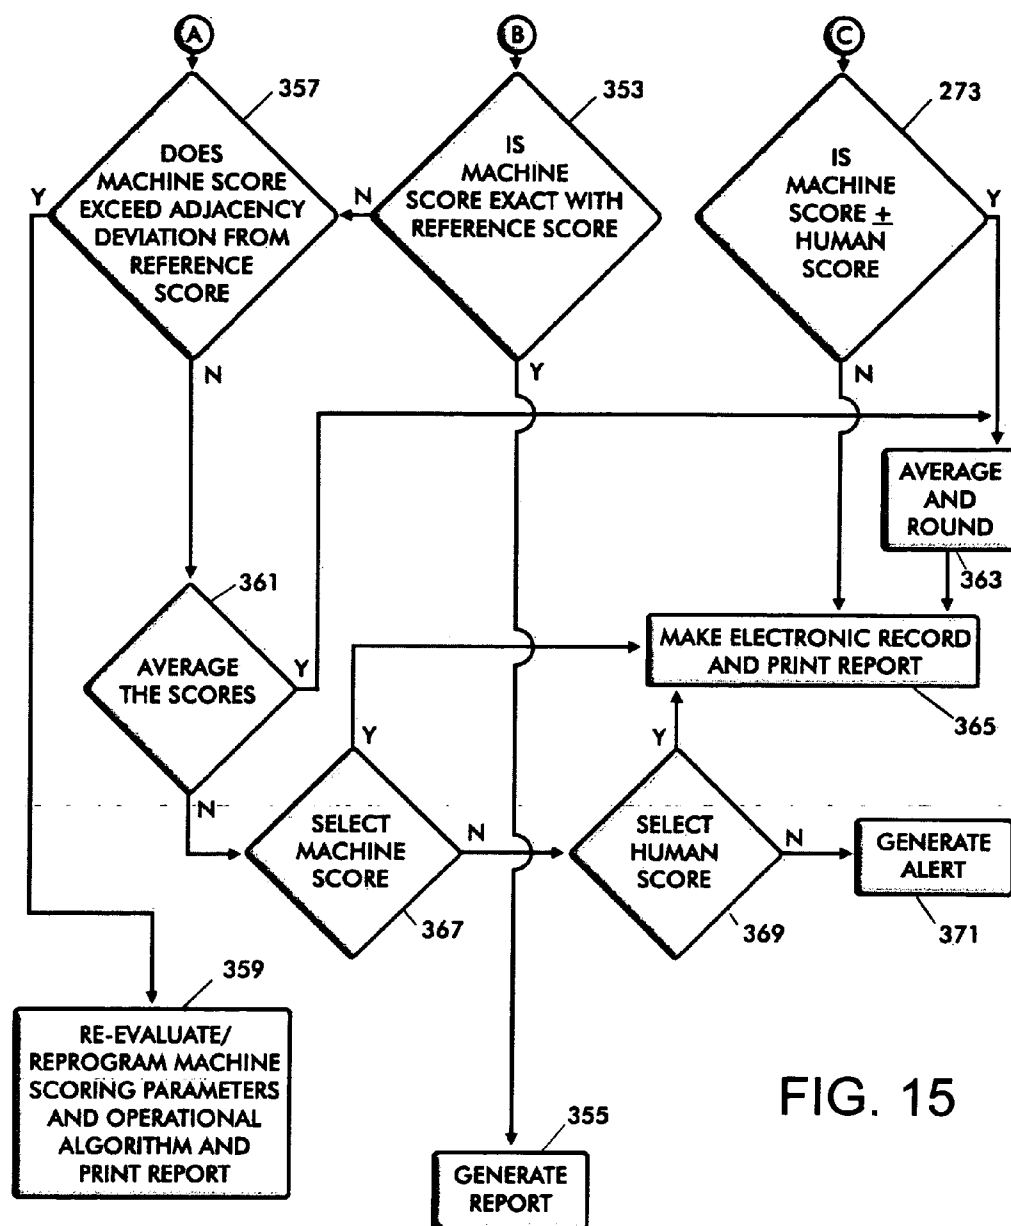 A
B
C
357
353
273
DOES
MACHINE SCORE
EXCEED ADJACENCY
DEVIATION FROM
REFERENCE
SCORE
Y
N
IS
MACHINE
SCORE EXACT WITH
REFERENCE SCORE
N
Y
IS
MACHINE
SCORE ±
HUMAN
SCORE
Y
N
AVERAGE
AND
ROUND
363
361
AVERAGE
THE SCORES
Y
N
MAKE ELECTRONIC RECORD
AND PRINT REPORT
365
Y
SELECT
MACHINE
SCORE
N
367
Y
SELECT
HUMAN
SCORE
N
369
GENERATE
ALERT
371
359
RE-EVALUATE/
REPROGRAM MACHINE
SCORING PARAMETERS
AND OPERATIONAL
ALGORITHM AND
PRINT REPORT
355
GENERATE
REPORT
FIG. 15